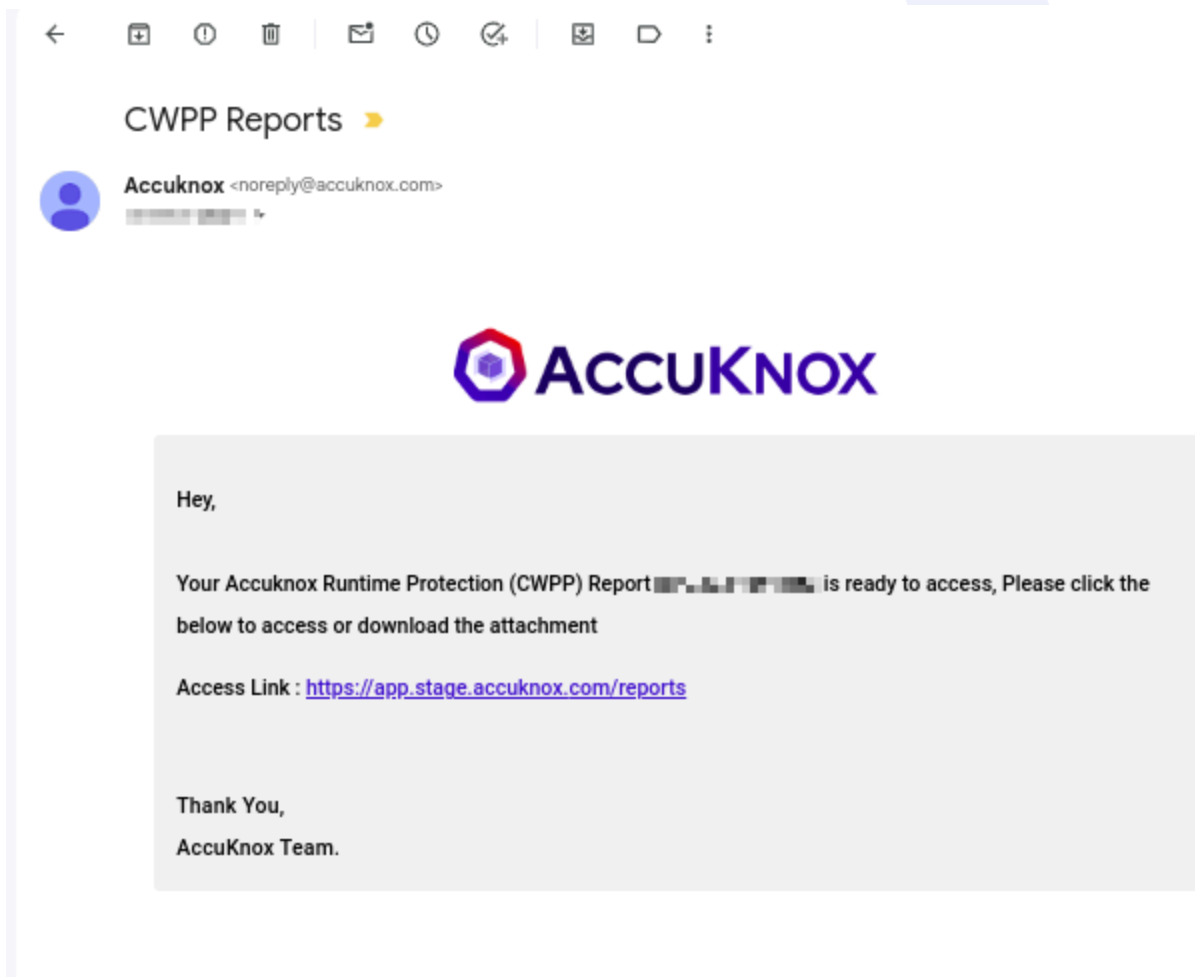 CWPP Reports
Accuknox <noreply@accuknox.com>
ACCUKNOX
Hey,
Your Accuknox Runtime Protection (CWPP) Report is ready to access, Please click the
below to access or download the attachment
Access Link : https://app.stage.accuknox.com/reports
Thank You,
AccuKnox Team.